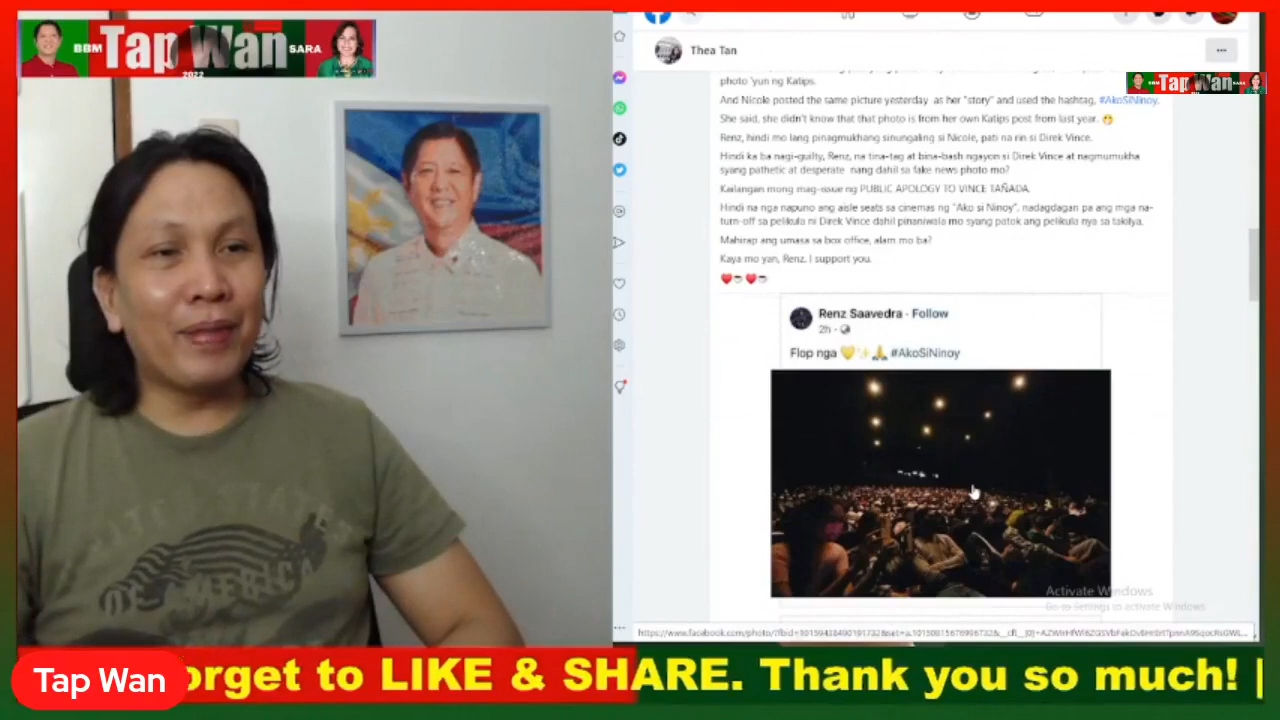 BBM Tap Wan SARA
2022
Thea Tan
Tap Wan
photo 'yun ng Katips.
And Nicole posted the same picture yesterday as her "story" and used the hashtag, #AkoSiNinoy.
She said, she didn't know that that photo is from her own Katips post from last year.
Renz, hindi mo lang pinagmukhang sinungaling si Nicole, pati na rin si Direk Vince.
Hindi ka ba nagi-guilty, Renz, na tina-tag at bina-bash ngayon si Direk Vince at nagmumukha
syang pathetic at desperate nang dahil sa fake news photo mo?
Kailangan mong mag-issue ng PUBLIC APOLOGY TO VINCE TAÑADA.
Hindi na nga napuno ang aisle seats sa cinemas ng "Ako si Ninoy", nadagdagan pa ang mga na-
turn-off sa pelikula ni Direk Vince dahil pinaniwala mo syang patok ang pelikula nya sa takilya.
Mahirap ang umasa sa box office, alam mo ba?
Kaya mo yan, Renz. I support you.
Renz Saavedra · Follow
2h ·
Flop nga #AkoSiNinoy
OF AMERICA
Activate Windows
Go to Settings to activate Windows.
Tap Wan
orget to LIKE & SHARE. Thank you so much! |